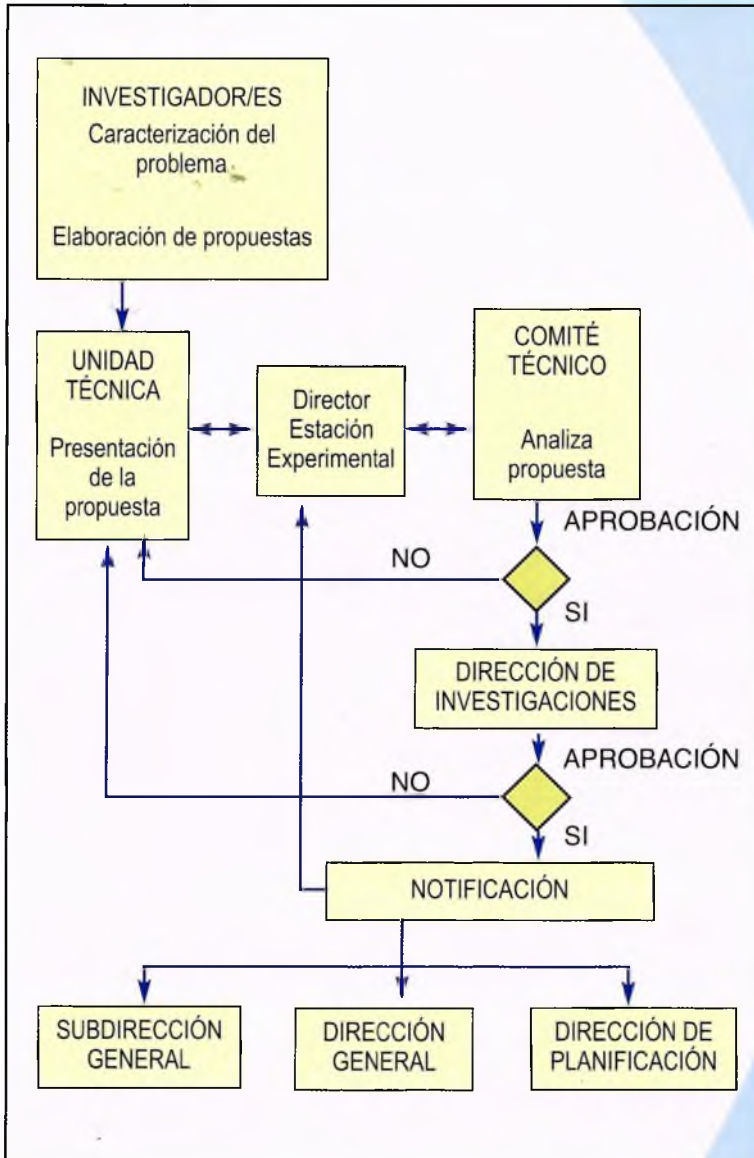 INVESTIGADOR/ES
Caracterización del
problema
Elaboración de propuestas
UNIDAD
TÉCNICA
Presentación
de la
propuesta
Director
Estación
Experimental
COMITÉ
TÉCNICO
Analiza
propuesta
APROBACIÓN
NO
SI
DIRECCIÓN DE
INVESTIGACIONES
APROBACIÓN
NO
SI
NOTIFICACIÓN
SUBDIRECCIÓN
GENERAL
DIRECCIÓN
GENERAL
DIRECCIÓN DE
PLANIFICACIÓN